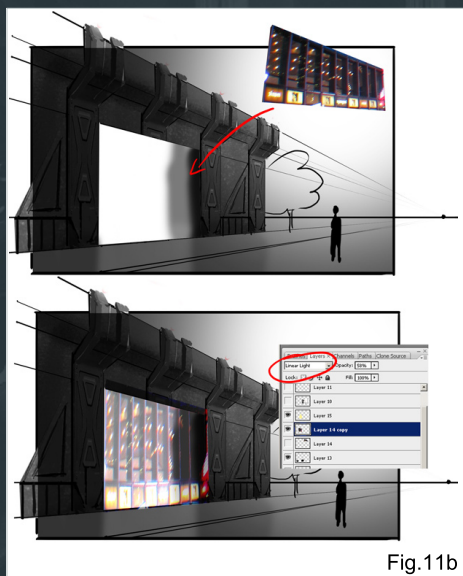 Layers × Channels Paths Clone Source
Linear Light Opacity: 50%
Lock: Fill: 100%
Layer 11
Layer 10
Layer 15
Layer 14 copy
Layer 14
Layer 13
Fig.11b